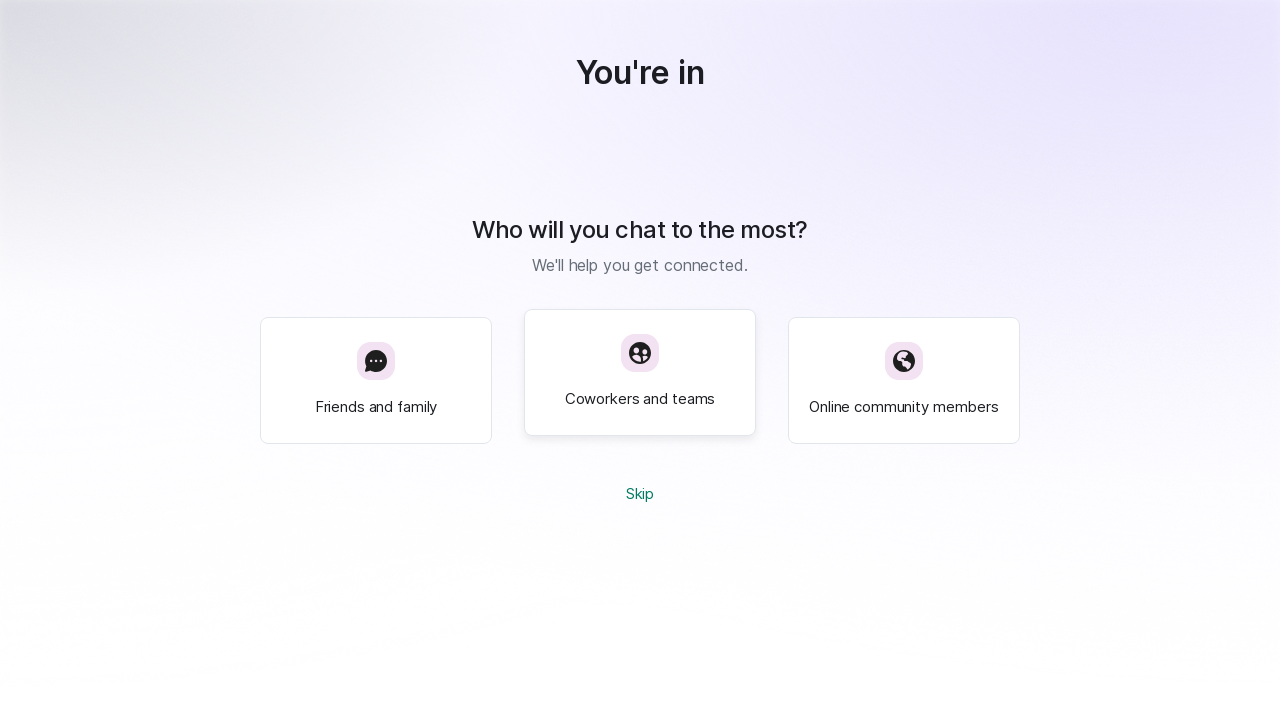 You're in
Who will you chat to the most?
We'll help you get connected.
Friends and family
Coworkers and teams
Online community members
Skip